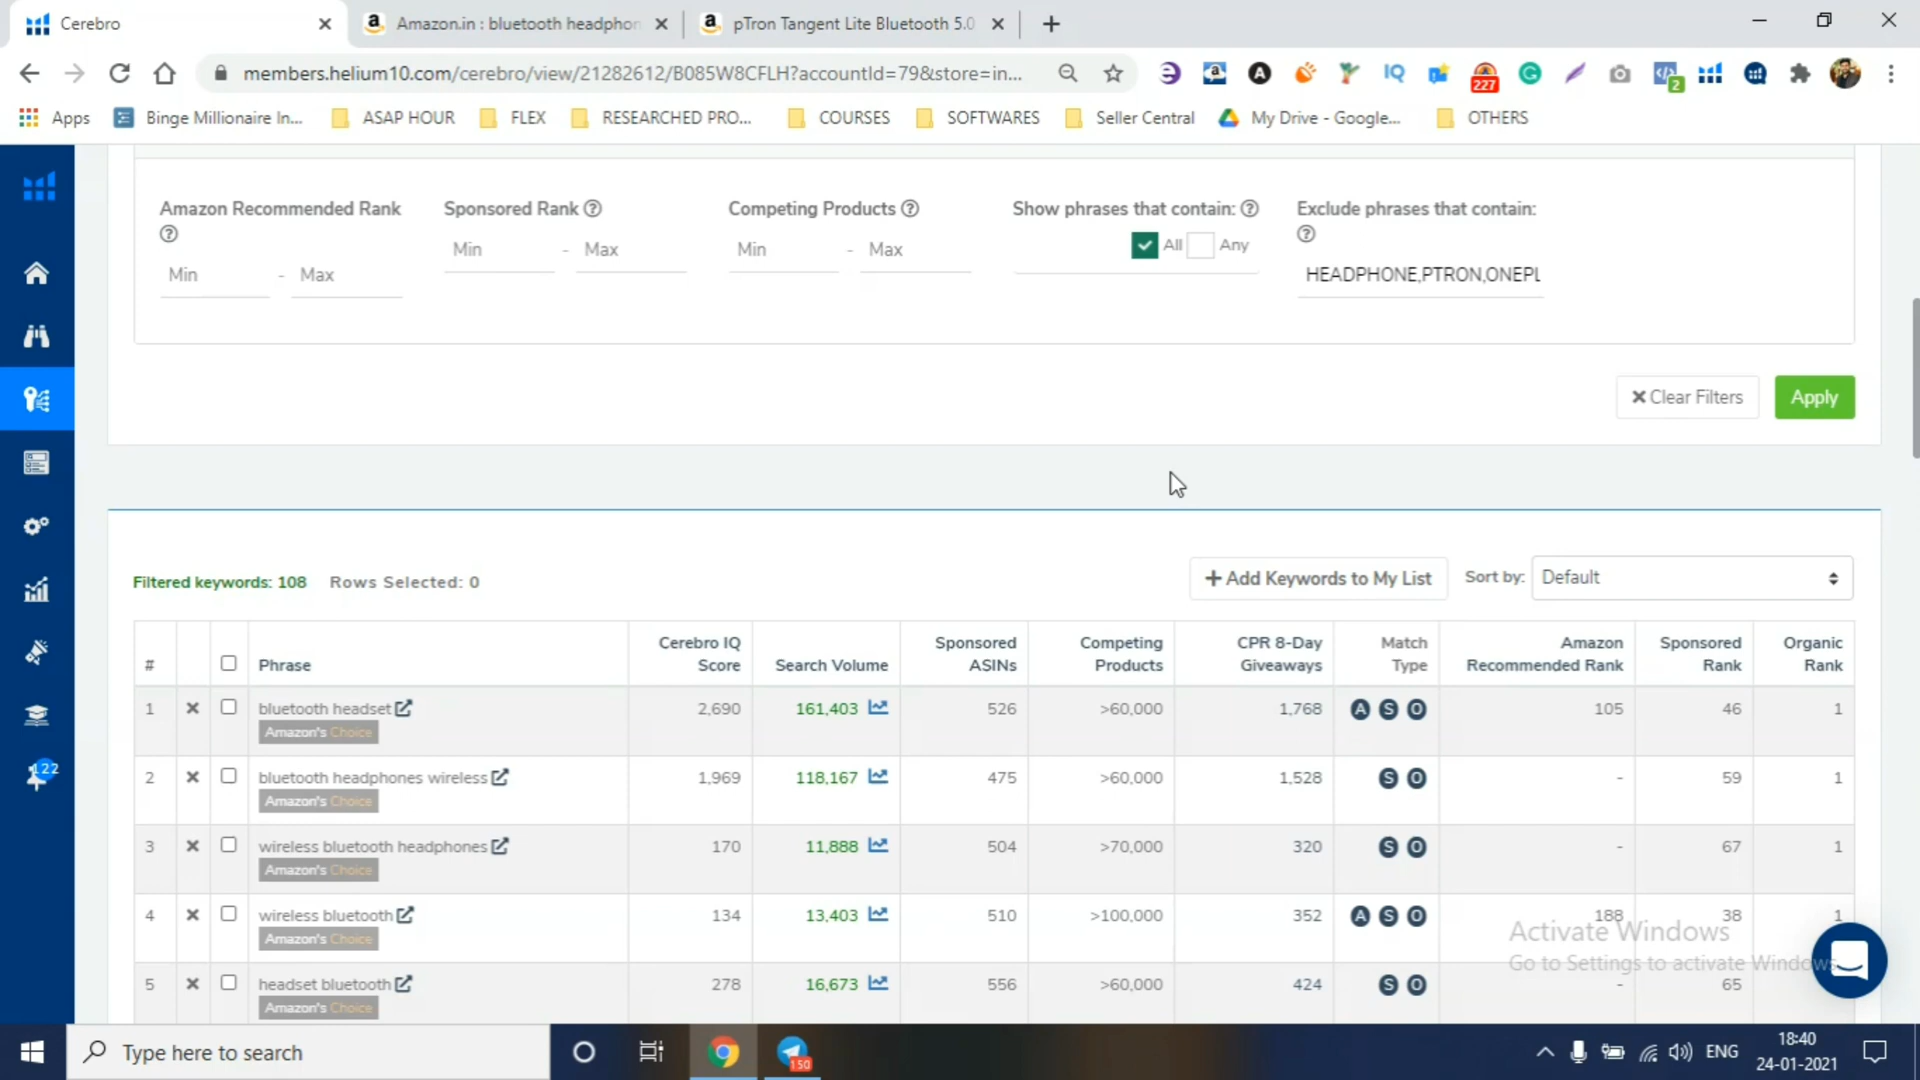 Cerebro
Amazon.in : bluetooth headphon
pTron Tangent Lite Bluetooth 5.0
members.helium10.com/cerebro/view/21282612/B085W8CFLH?accountId=79&store=in...
227
2
Apps
Binge Millionaire In...
ASAP HOUR
FLEX
RESEARCHED PRO...
COURSES
SOFTWARES
Seller Central
My Drive - Google...
OTHERS
Amazon Recommended Rank
Sponsored Rank
Competing Products
Show phrases that contain:
Exclude phrases that contain:
All
Any
Min - Max
Min - Max
Min - Max
HEADPHONE,PTRON,ONEPL
Clear Filters
Apply
Filtered keywords: 108
Rows Selected: 0
+ Add Keywords to My List
Sort by:
Default
# Phrase Cerebro IQ Score Search Volume Sponsored ASINs Competing Products CPR 8-Day Giveaways Match Type Amazon Recommended Rank Sponsored Rank Organic Rank
1 bluetooth headset 2,690 161,403 526 >60,000 1,768 A S O 105 46 1
Amazon's Choice
2 bluetooth headphones wireless 1,969 118,167 475 >60,000 1,528 S O - 59 1
Amazon's Choice
3 wireless bluetooth headphones 170 11,888 504 >70,000 320 S O - 67 1
Amazon's Choice
4 wireless bluetooth 134 13,403 510 >100,000 352 A S O 188 38 1
Amazon's Choice
5 headset bluetooth 278 16,673 556 >60,000 424 S O - 65
Amazon's Choice
122
Activate Windows
Go to Settings to activate Windows
Type here to search
150
ENG
18:40
24-01-2021